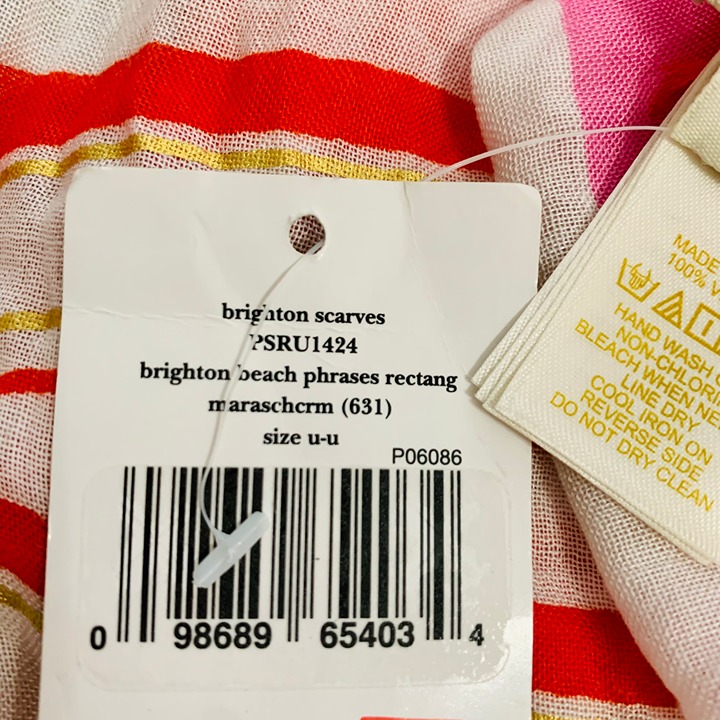 brighton scarves
PSRU1424
brighton beach phrases rectang
maraschcrm (631)
size u-u
P06086
0 98689 65403 4
MADE
100%
HAND WASH
NON-CHLOR
BLEACH WHEN NE
LINE DRY
COOL IRON ON
REVERSE SIDE
DO NOT DRY CLEAN